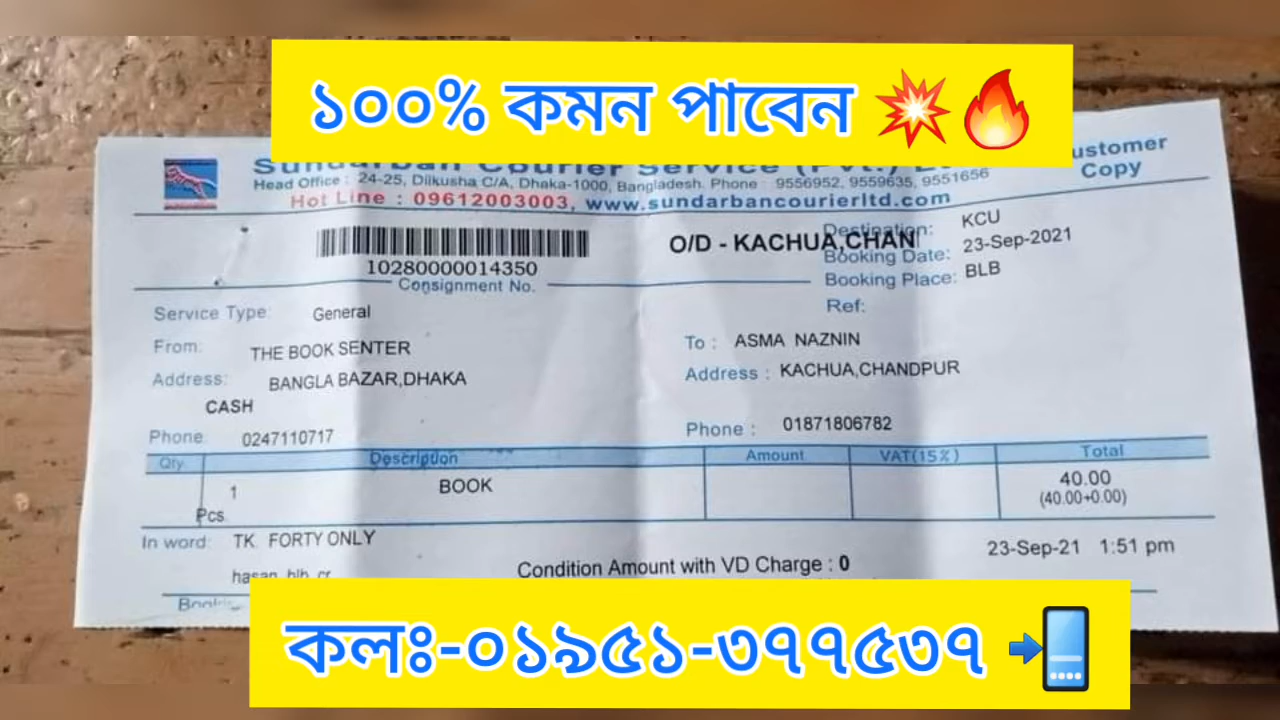 ১০০% কমন পাবেন 💥🔥
Sundarban Courier Service (Pvt.)
Customer Copy
Head Office : 24-25, Dilkusha C/A, Dhaka-1000, Bangladesh. Phone : 9556952, 9559635, 9551656
Hot Line : 09612003003, www.sundarbancourierltd.com
10280000014350
Consignment No.
O/D - KACHUA,CHAN
Destination: KCU
Booking Date: 23-Sep-2021
Booking Place: BLB
Ref:
Service Type: General
From: THE BOOK SENTER
Address: BANGLA BAZAR,DHAKA
CASH
Phone 0247110717
To : ASMA NAZNIN
Address : KACHUA,CHANDPUR
Phone : 01871806782
Qty Description Amount VAT(15%) Total
1 BOOK 40.00
Pcs. (40.00+0.00)
In word: TK. FORTY ONLY
23-Sep-21 1:51 pm
hasan_blb_cr
Condition Amount with VD Charge : 0
কলঃ-০১৯৫১-৩৭৭৫৩৭ 📲